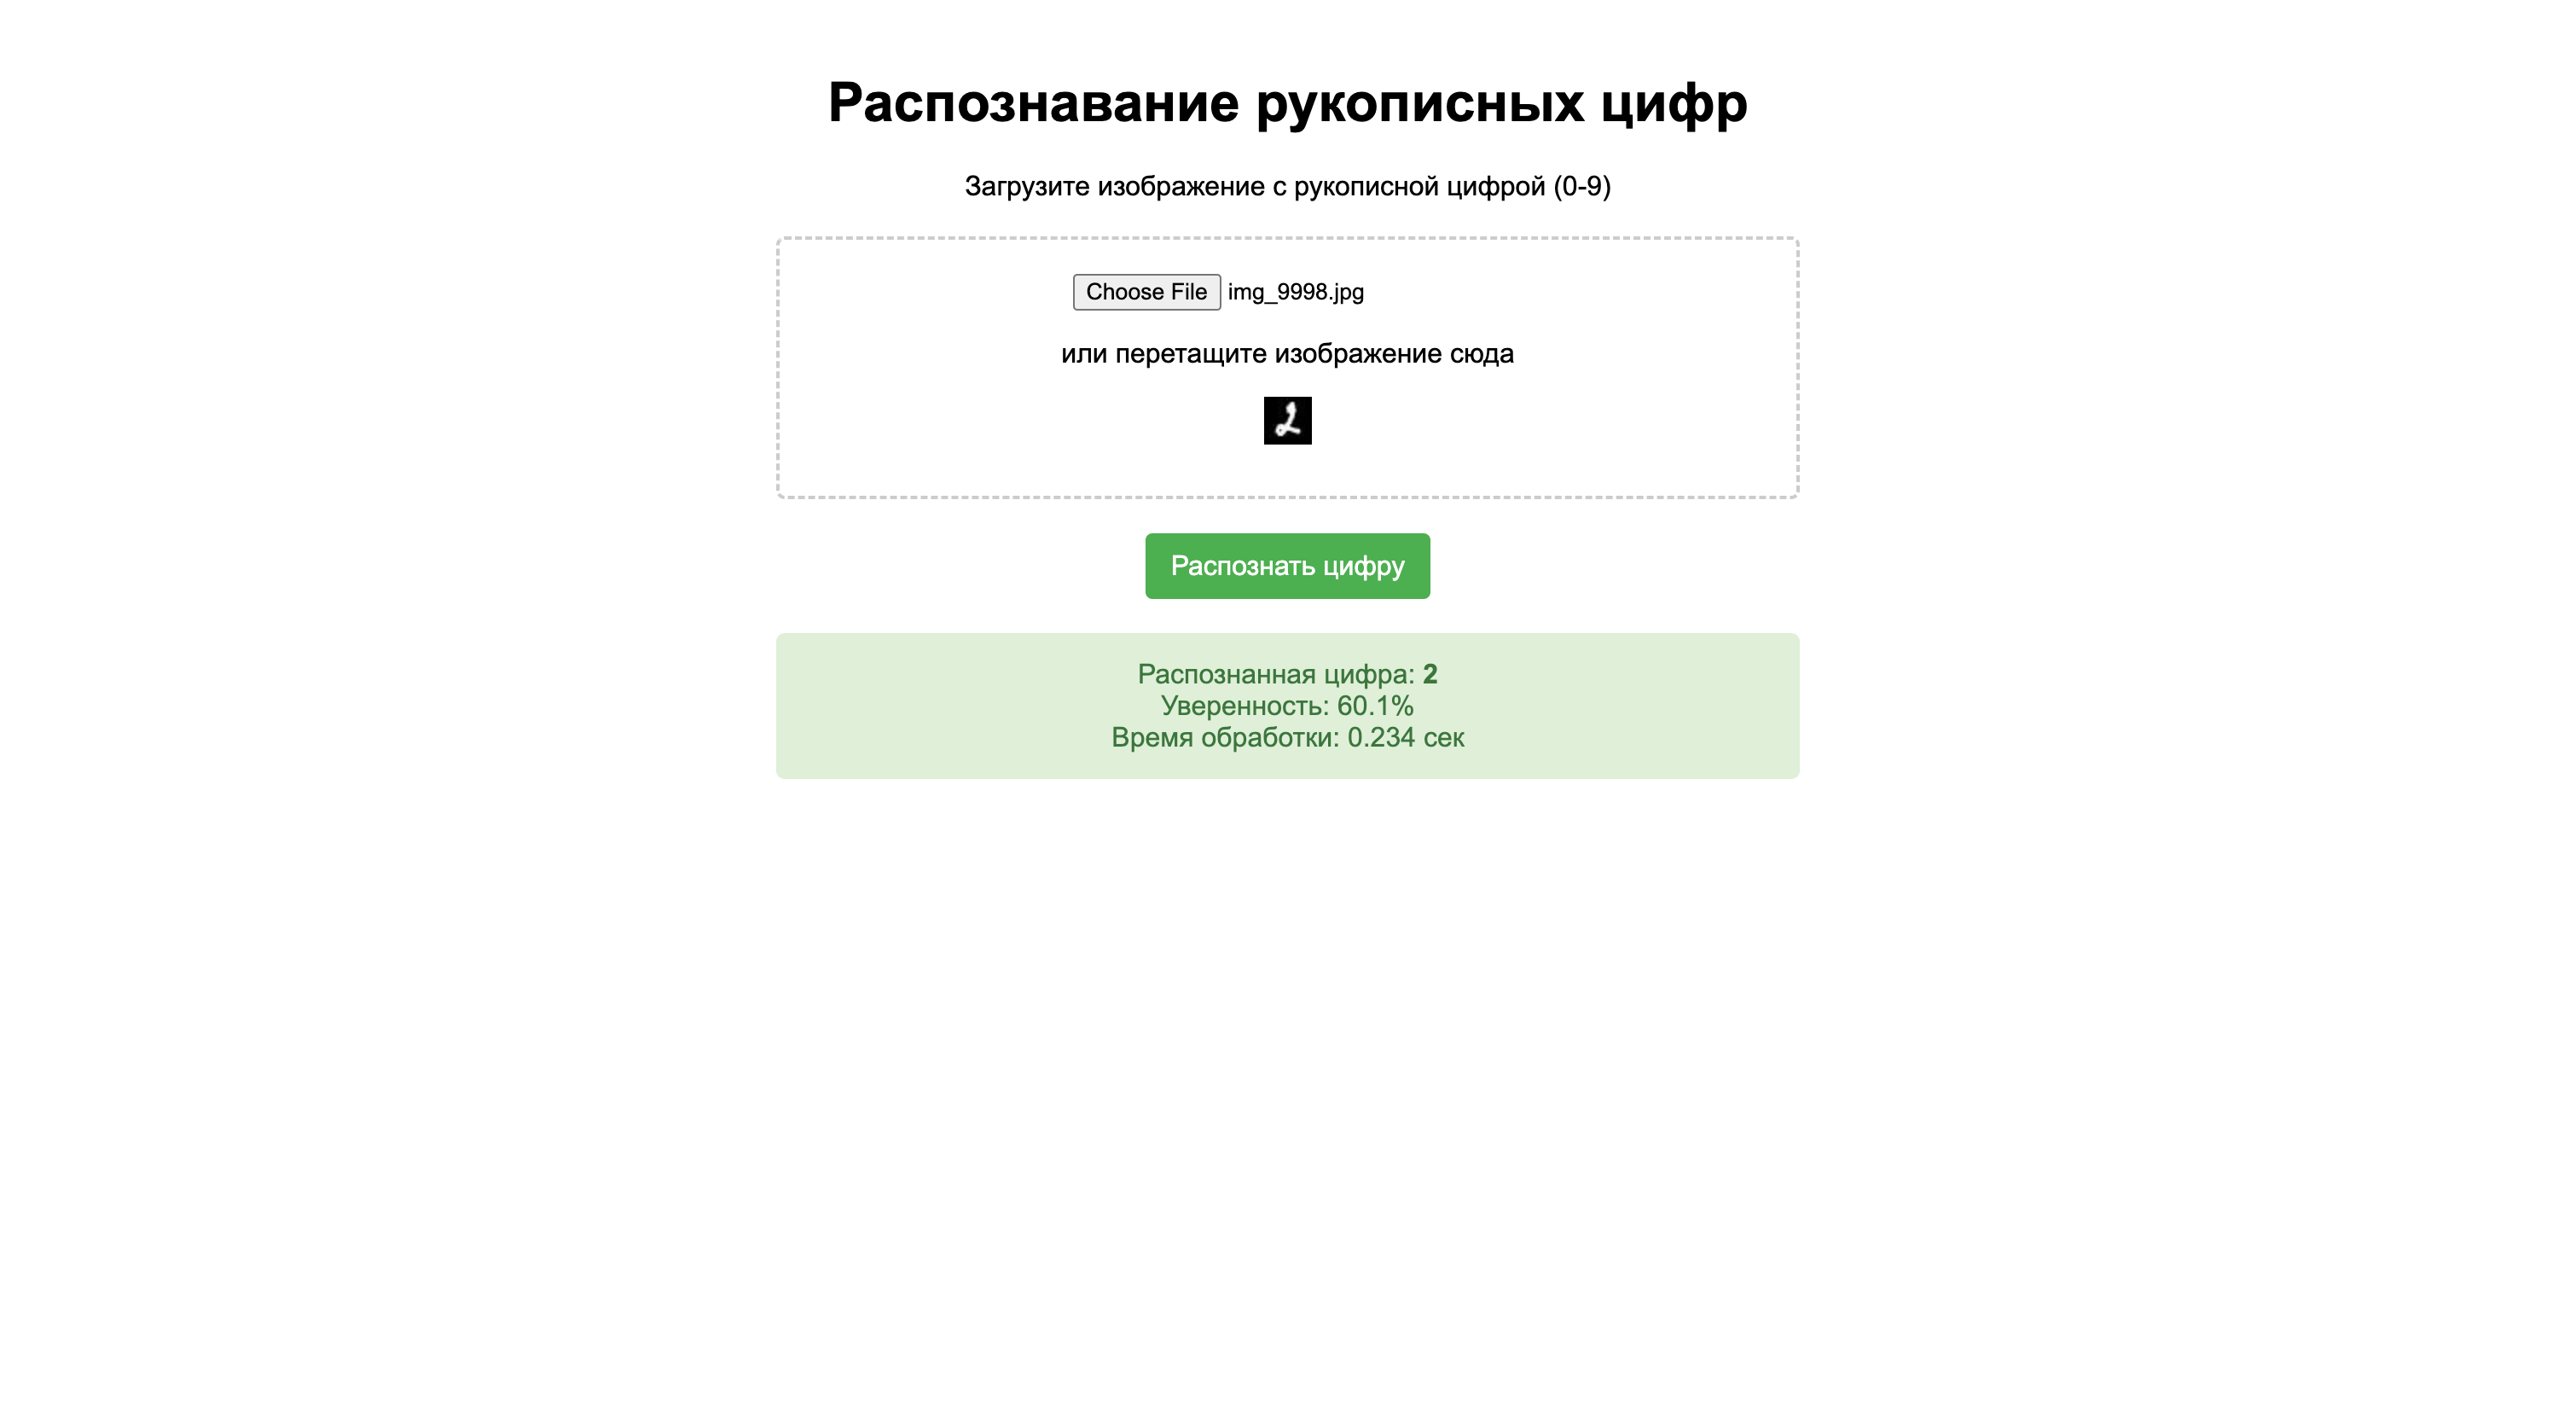 Распознавание рукописных цифр
Загрузите изображение с рукописной цифрой (0-9)
Choose File img_9998.jpg
или перетащите изображение сюда
2
Распознать цифру
Распознанная цифра: 2
Уверенность: 60.1%
Время обработки: 0.234 сек